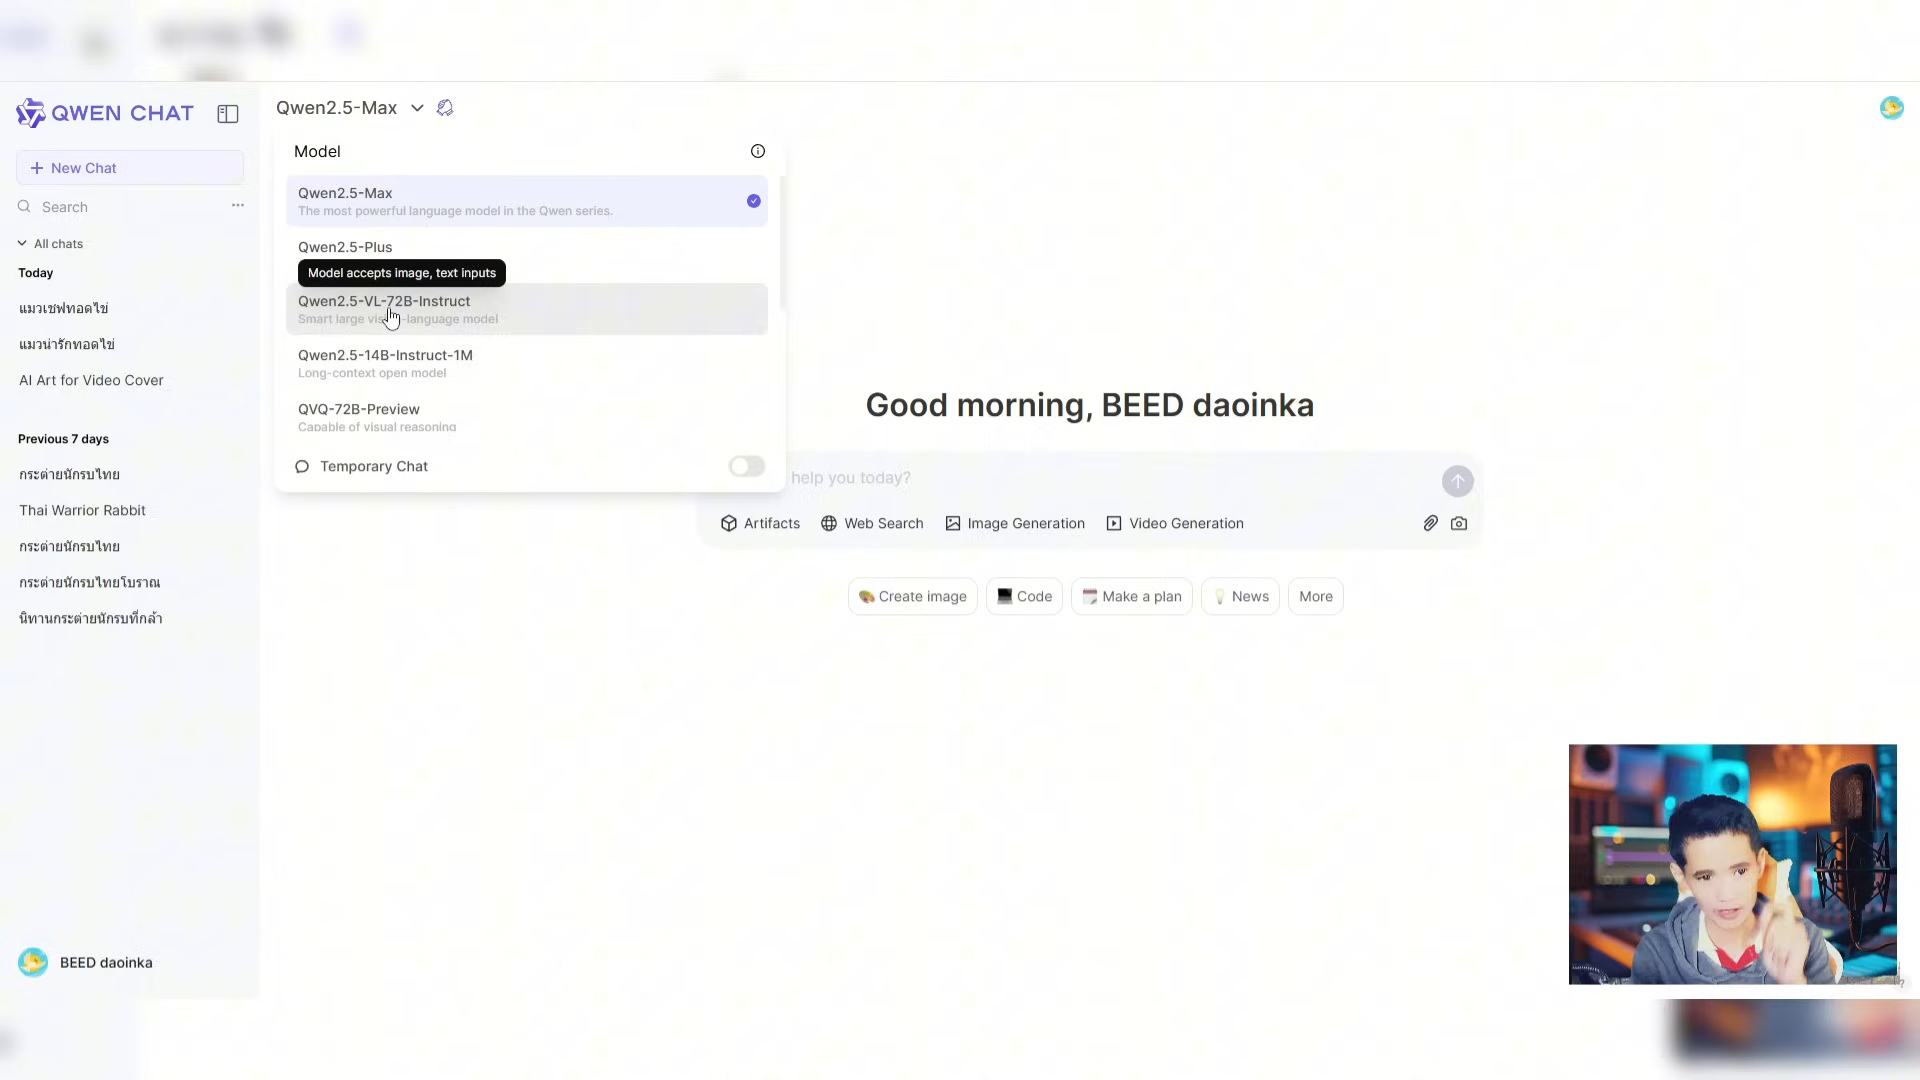 QWEN CHAT
New Chat
Search
All chats
Today
แมวเชฟทอดไข่
แมวน่ารักทอดไข่
AI Art for Video Cover
Previous 7 days
กระต่ายนักรบไทย
Thai Warrior Rabbit
กระต่ายนักรบไทย
กระต่ายนักรบไทยโบราณ
นิทานกระต่ายนักรบที่กล้า
BEED daoinka
Qwen2.5-Max
Model
Qwen2.5-Max
The most powerful language model in the Qwen series.
Qwen2.5-Plus
Model accepts image, text inputs
Qwen2.5-VL-72B-Instruct
Smart large language model
Qwen2.5-14B-Instruct-1M
Long-context open model
QVQ-72B-Preview
Capable of visual reasoning
Temporary Chat
Good morning, BEED daoinka
help you today?
Artifacts
Web Search
Image Generation
Video Generation
Create image
Code
Make a plan
News
More